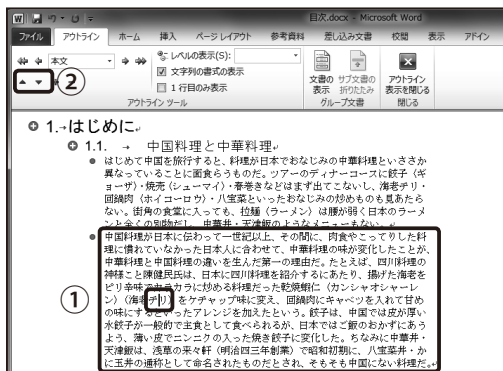 目次.docx - Microsoft Word
ファイル アウトライン ホーム 挿入 ページ レイアウト 参考資料 差し込み文書 校閲 表示 アドイン
本文
レベルの表示(S):
文字列の書式の表示
1 行目のみ表示
アウトライン ツール
文書の表示
サブ文書の折りたたみ
グループ文書
アウトライン表示を閉じる
閉じる
②
1.→はじめに
1.1. → 中国料理と中華料理
はじめて中国を旅行すると、料理が日本でおなじみの中華料理といささか
異なっていることに面食らうものだ。ツアーのディナーコースに餃子(ギ
ョーザ)・焼売(シューマイ)・春巻きなどはまず出てこないし、海老チリ・
回鍋肉(ホイコーロウ)・八宝菜といったおなじみの炒めものも見あたら
ない。街角の食堂に入っても、拉麺(ラーメン)は腰が弱く日本のラーメ
ンと全くの別物だし、中華丼・天津飯のようなメニューもない。
中国料理が日本に伝わって一世紀以上、その間に、肉食やこってりした料
理に慣れていなかった日本人に合わせて、中華料理の味が変化したことが、
中華料理と中国料理の違いを生んだ第一の理由だ。たとえば、四川料理の
神様こと陳健民氏は、日本に四川料理を紹介するにあたり、揚げた海老を
ピリ辛味でカラカラに炒める料理だった乾焼蝦仁(カンシャオシャーレ
ン)(海老チリ)をケチャップ味に変え、回鍋肉にキャベツを入れて甘め
の味にするといったアレンジを加えたという。餃子は、中国では皮が厚い
水餃子が一般的で主食として食べられるが、日本ではご飯のおかずにあう
よう、薄い皮でニンニクの入った焼き餃子に変化した。ちなみに中華丼・
天津飯は、浅草の来々軒(明治四三年創業)で昭和初期に、八宝菜丼・か
に玉丼の通称として命名されたものだとされ、そもそも中国にない料理だ。
①